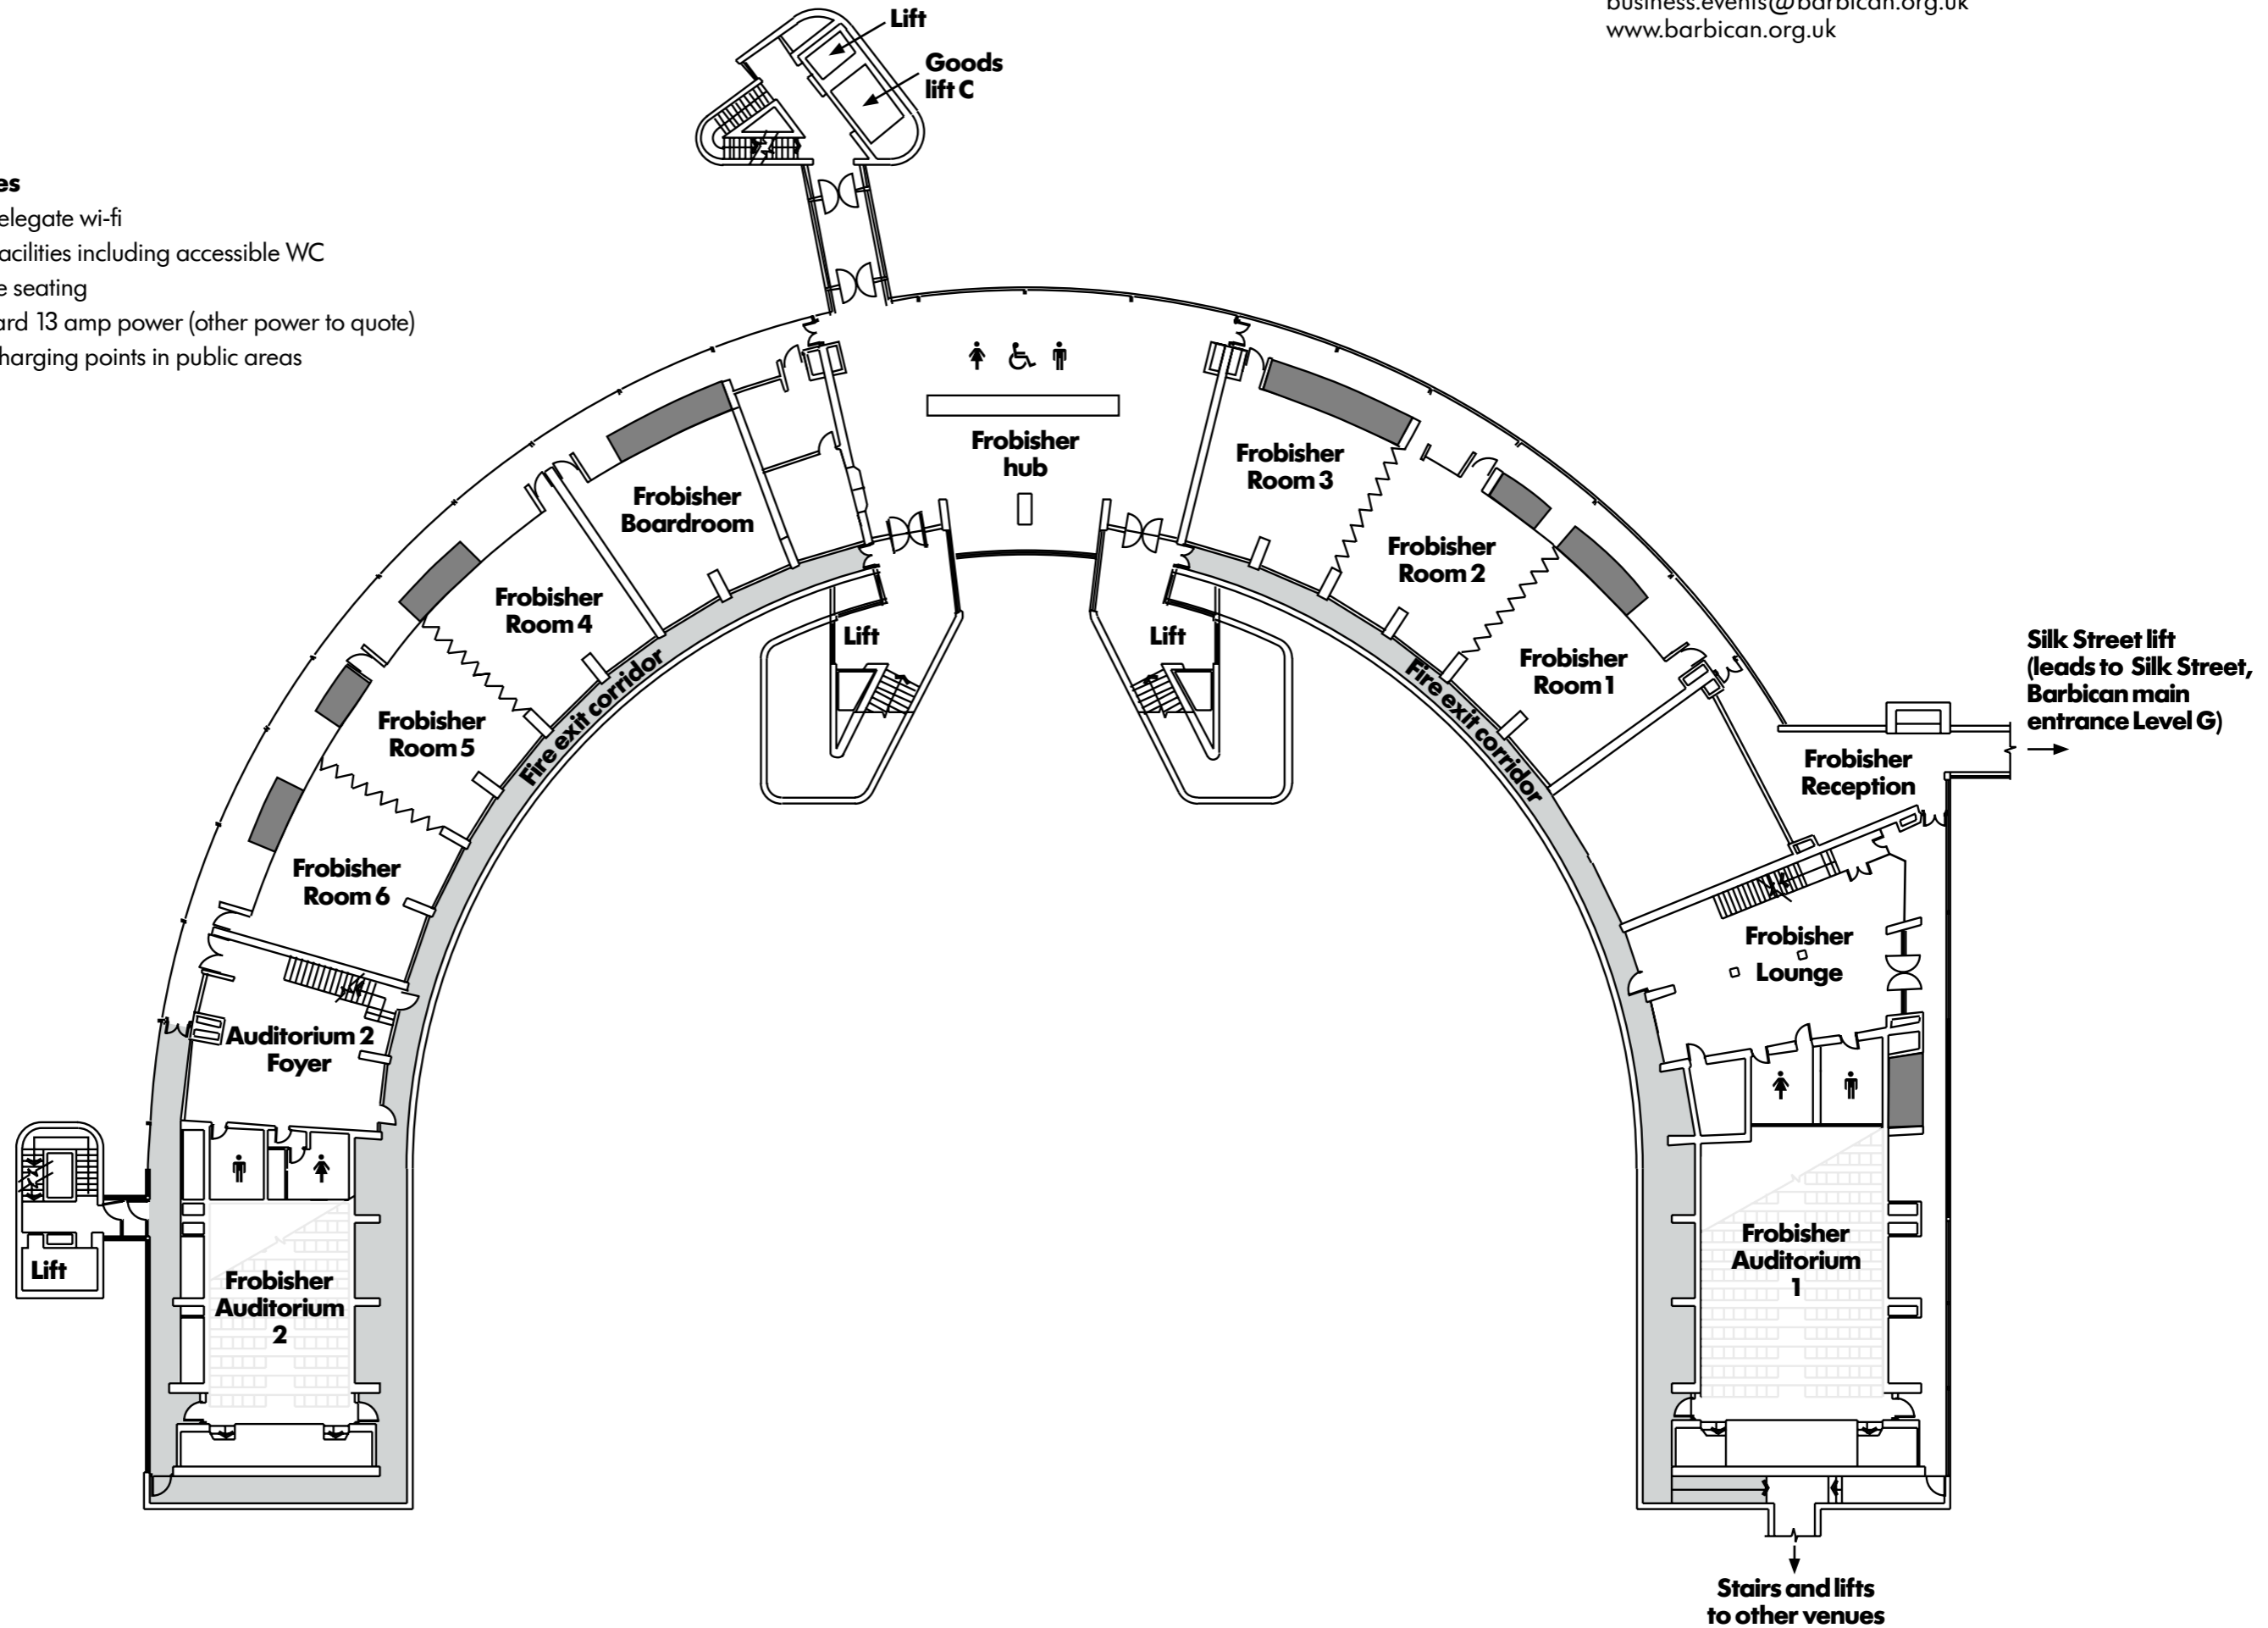 business.events@barbican.org.uk
www.barbican.org.uk
Lift
Goods
lift C
es
elegate wi-fi
acilities including accessible WC
e seating
ard 13 amp power (other power to quote)
harging points in public areas
Frobisher
hub
Frobisher
Room 3
Frobisher
Boardroom
Frobisher
Room 2
Frobisher
Room 4
Lift
Lift
Frobisher
Room 1
Fire exit corridor
Fire exit corridor
Silk Street lift
(leads to Silk Street,
Barbican main
entrance Level G)
Frobisher
Room 5
Frobisher
Reception
Frobisher
Room 6
Frobisher
Lounge
Auditorium 2
Foyer
Lift
Frobisher
Auditorium
2
Frobisher
Auditorium
1
Stairs and lifts
to other venues